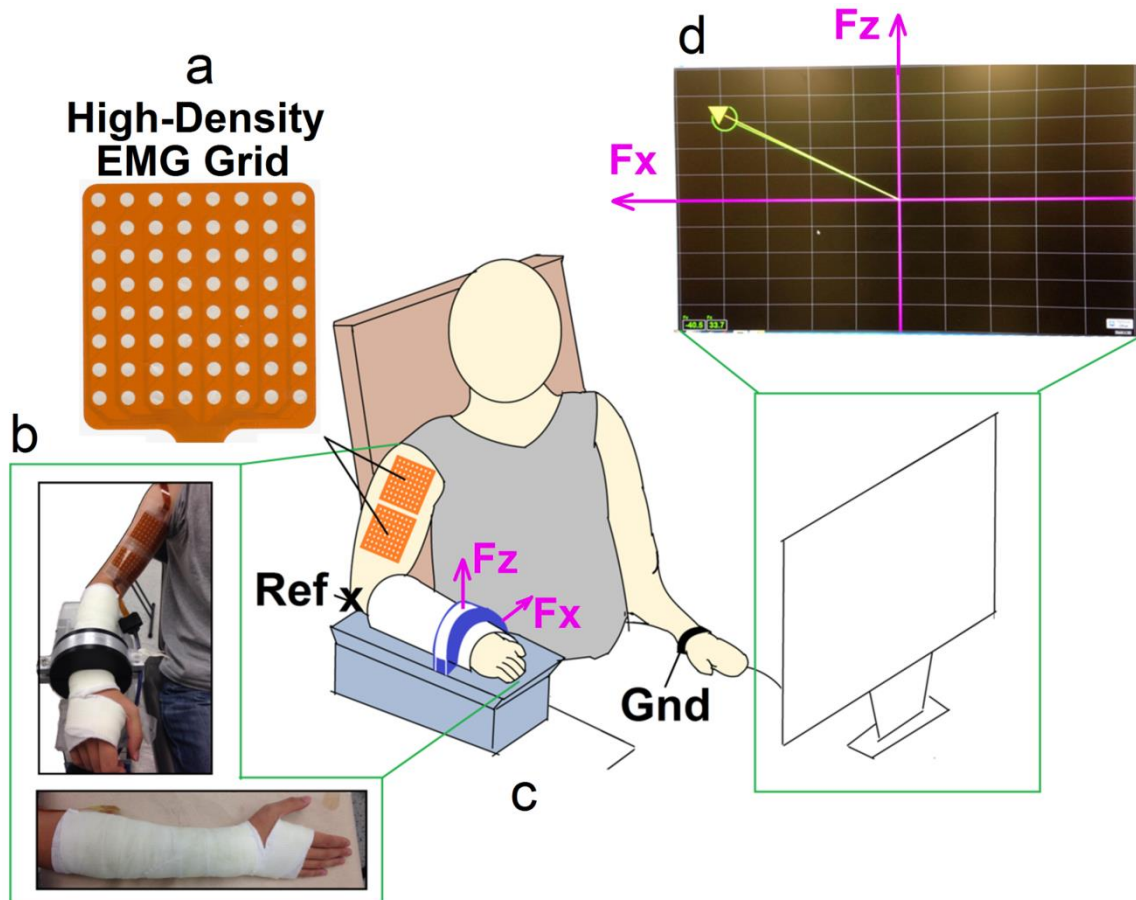 a
High-Density
EMG Grid
b
Ref x
Fz
Fx
Gnd
c
d
Fz
Fx
-40.5 33.7